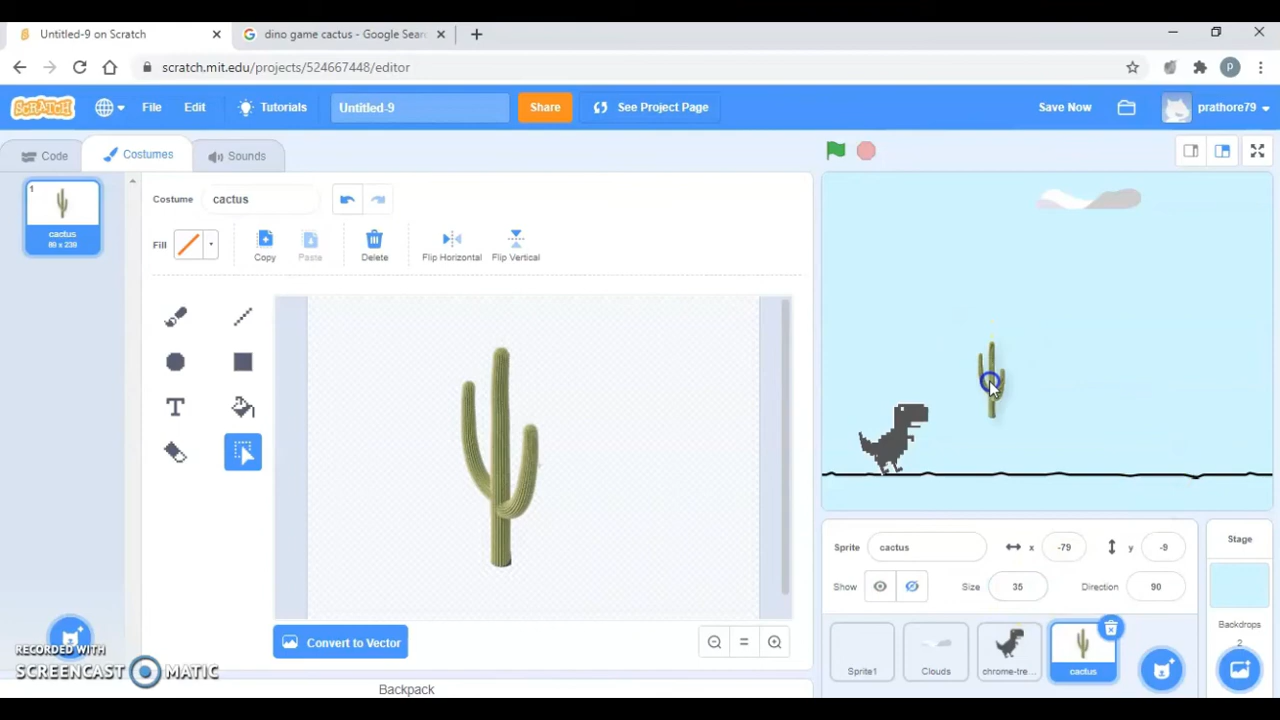 Untitled-9 on Scratch
dino game cactus - Google Sear
scratch.mit.edu/projects/524667448/editor
P
SCRATCH
File
Edit
Tutorials
Untitled-9
Share
See Project Page
Save Now
prathore79
Code
Costumes
Sounds
1
cactus
Costume
cactus
Fill
Copy
Paste
Delete
Flip Horizontal
Flip Vertical
T
Convert to Vector
Backpack
RECORDED WITH
SCREENCAST MATIC
Sprite
cactus
x
-79
y
-9
Show
Size
35
Direction
90
Sprite1
Clouds
chrome-tre...
cactus
Stage
Backdrops
2